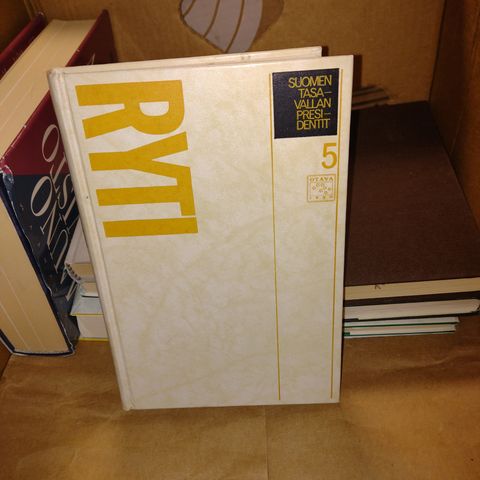 RYTI
SUOMEN
TASA-
VALLAN
PRESI-
DENTIT
5
OTAVA